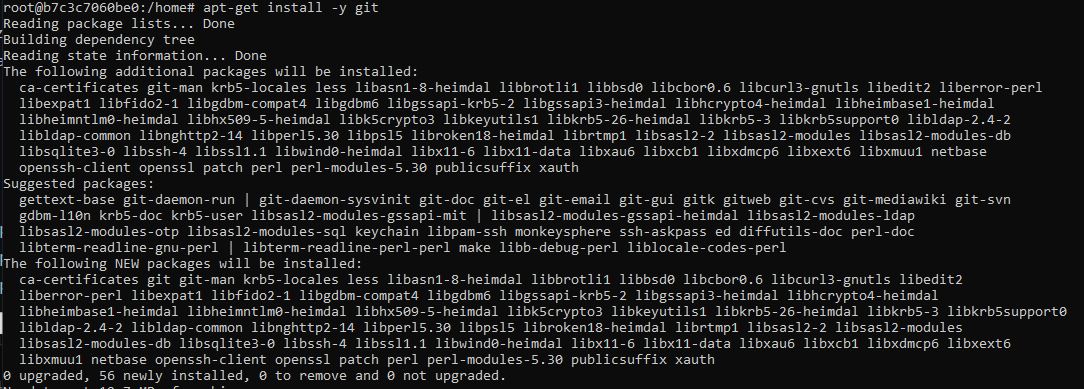 root@b7c3c7060be0:/home# apt-get install -y git
Reading package lists... Done
Building dependency tree
Reading state information... Done
The following additional packages will be installed:
  ca-certificates git-man krb5-locales less libasn1-8-heimdal libbrotli1 libbsd0 libcbor0.6 libcurl3-gnutls libedit2 liberror-perl
  libexpat1 libfido2-1 libgdbm-compat4 libgdbm6 libgssapi-krb5-2 libgssapi3-heimdal libhcrypto4-heimdal libheimbase1-heimdal
  libheimntlm0-heimdal libhx509-5-heimdal libk5crypto3 libkeyutils1 libkrb5-26-heimdal libkrb5-3 libkrb5support0 libldap-2.4-2
  libldap-common libnghttp2-14 libperl5.30 libpsl5 libroken18-heimdal librtmp1 libsasl2-2 libsasl2-modules libsasl2-modules-db
  libsqlite3-0 libssh-4 libssl1.1 libwind0-heimdal libx11-6 libx11-data libxau6 libxcb1 libxdmcp6 libxext6 libxmuu1 netbase
  openssh-client openssl patch perl perl-modules-5.30 publicsuffix xauth
Suggested packages:
  gettext-base git-daemon-run | git-daemon-sysvinit git-doc git-el git-email git-gui gitk gitweb git-cvs git-mediawiki git-svn
  gdbm-l10n krb5-doc krb5-user libsasl2-modules-gssapi-mit | libsasl2-modules-gssapi-heimdal libsasl2-modules-ldap
  libsasl2-modules-otp libsasl2-modules-sql keychain libpam-ssh monkeysphere ssh-askpass ed diffutils-doc perl-doc
  libterm-readline-gnu-perl | libterm-readline-perl-perl make libb-debug-perl liblocale-codes-perl
The following NEW packages will be installed:
  ca-certificates git git-man krb5-locales less libasn1-8-heimdal libbrotli1 libbsd0 libcbor0.6 libcurl3-gnutls libedit2
  liberror-perl libexpat1 libfido2-1 libgdbm-compat4 libgdbm6 libgssapi-krb5-2 libgssapi3-heimdal libhcrypto4-heimdal
  libheimbase1-heimdal libheimntlm0-heimdal libhx509-5-heimdal libk5crypto3 libkeyutils1 libkrb5-26-heimdal libkrb5-3 libkrb5support0
  libldap-2.4-2 libldap-common libnghttp2-14 libperl5.30 libpsl5 libroken18-heimdal librtmp1 libsasl2-2 libsasl2-modules
  libsasl2-modules-db libsqlite3-0 libssh-4 libssl1.1 libwind0-heimdal libx11-6 libx11-data libxau6 libxcb1 libxdmcp6 libxext6
  libxmuu1 netbase openssh-client openssl patch perl perl-modules-5.30 publicsuffix xauth
0 upgraded, 56 newly installed, 0 to remove and 0 not upgraded.